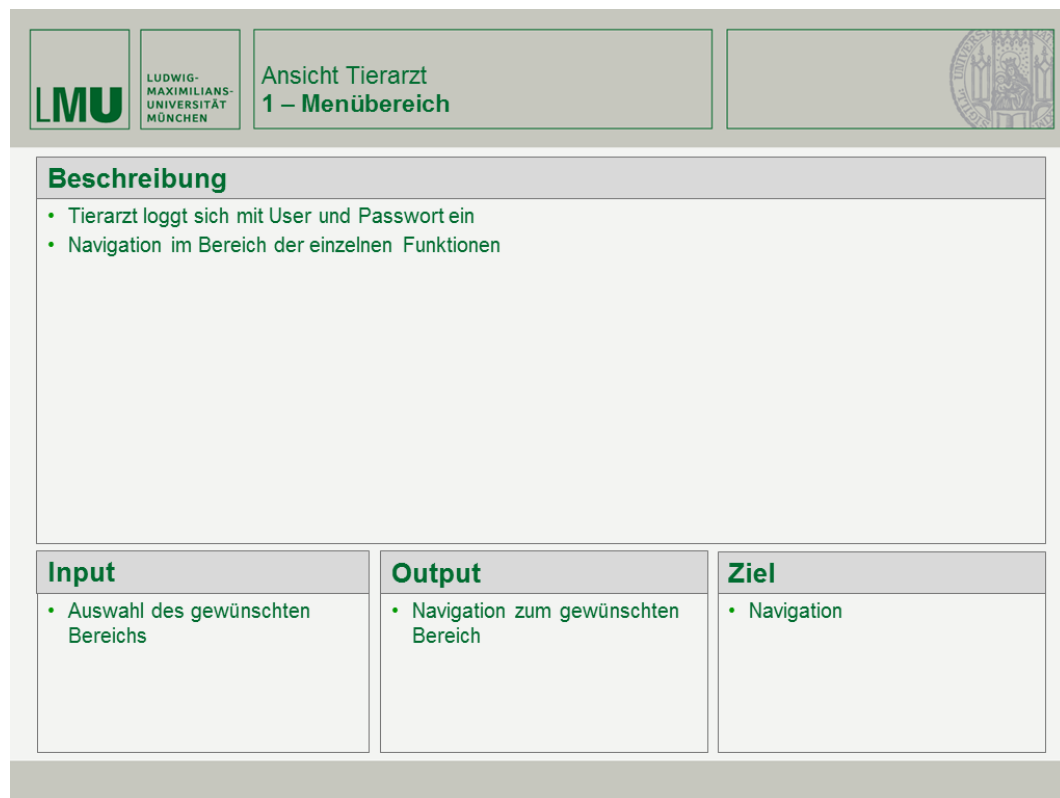 LMU
LUDWIG-
MAXIMILIANS-
UNIVERSITÄT
MÜNCHEN
Ansicht Tierarzt
1 – Menübereich
Beschreibung
• Tierarzt loggt sich mit User und Passwort ein
• Navigation im Bereich der einzelnen Funktionen
Input
• Auswahl des gewünschten
Bereichs
Output
• Navigation zum gewünschten
Bereich
Ziel
• Navigation